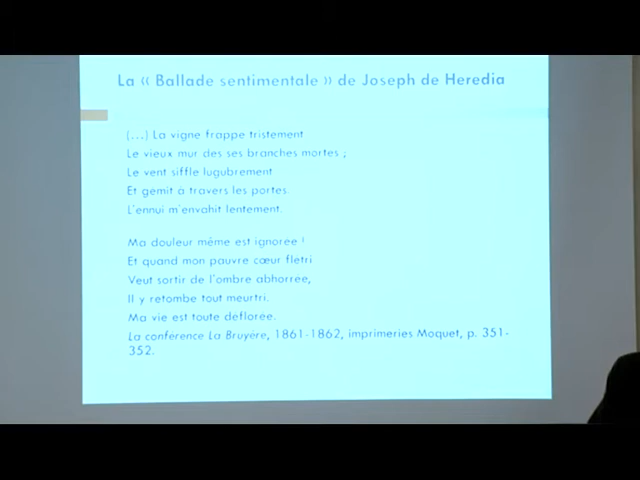 La « Ballade sentimentale » de Joseph de Heredia
(...) La vigne frappe tristement
Le vieux mur des ses branches mortes ;
Le vent siffle lugubrement
Et gémit à travers les portes.
L'ennui m'envahit lentement.
Ma douleur même est ignorée !
Et quand mon pauvre cœur flétri
Veut sortir de l'ombre abhorrée,
Il y retombe tout meurtri.
Ma vie est toute déflorée.
La conférence La Bruyère, 1861-1862, imprimeries Moquet, p. 351-
352.